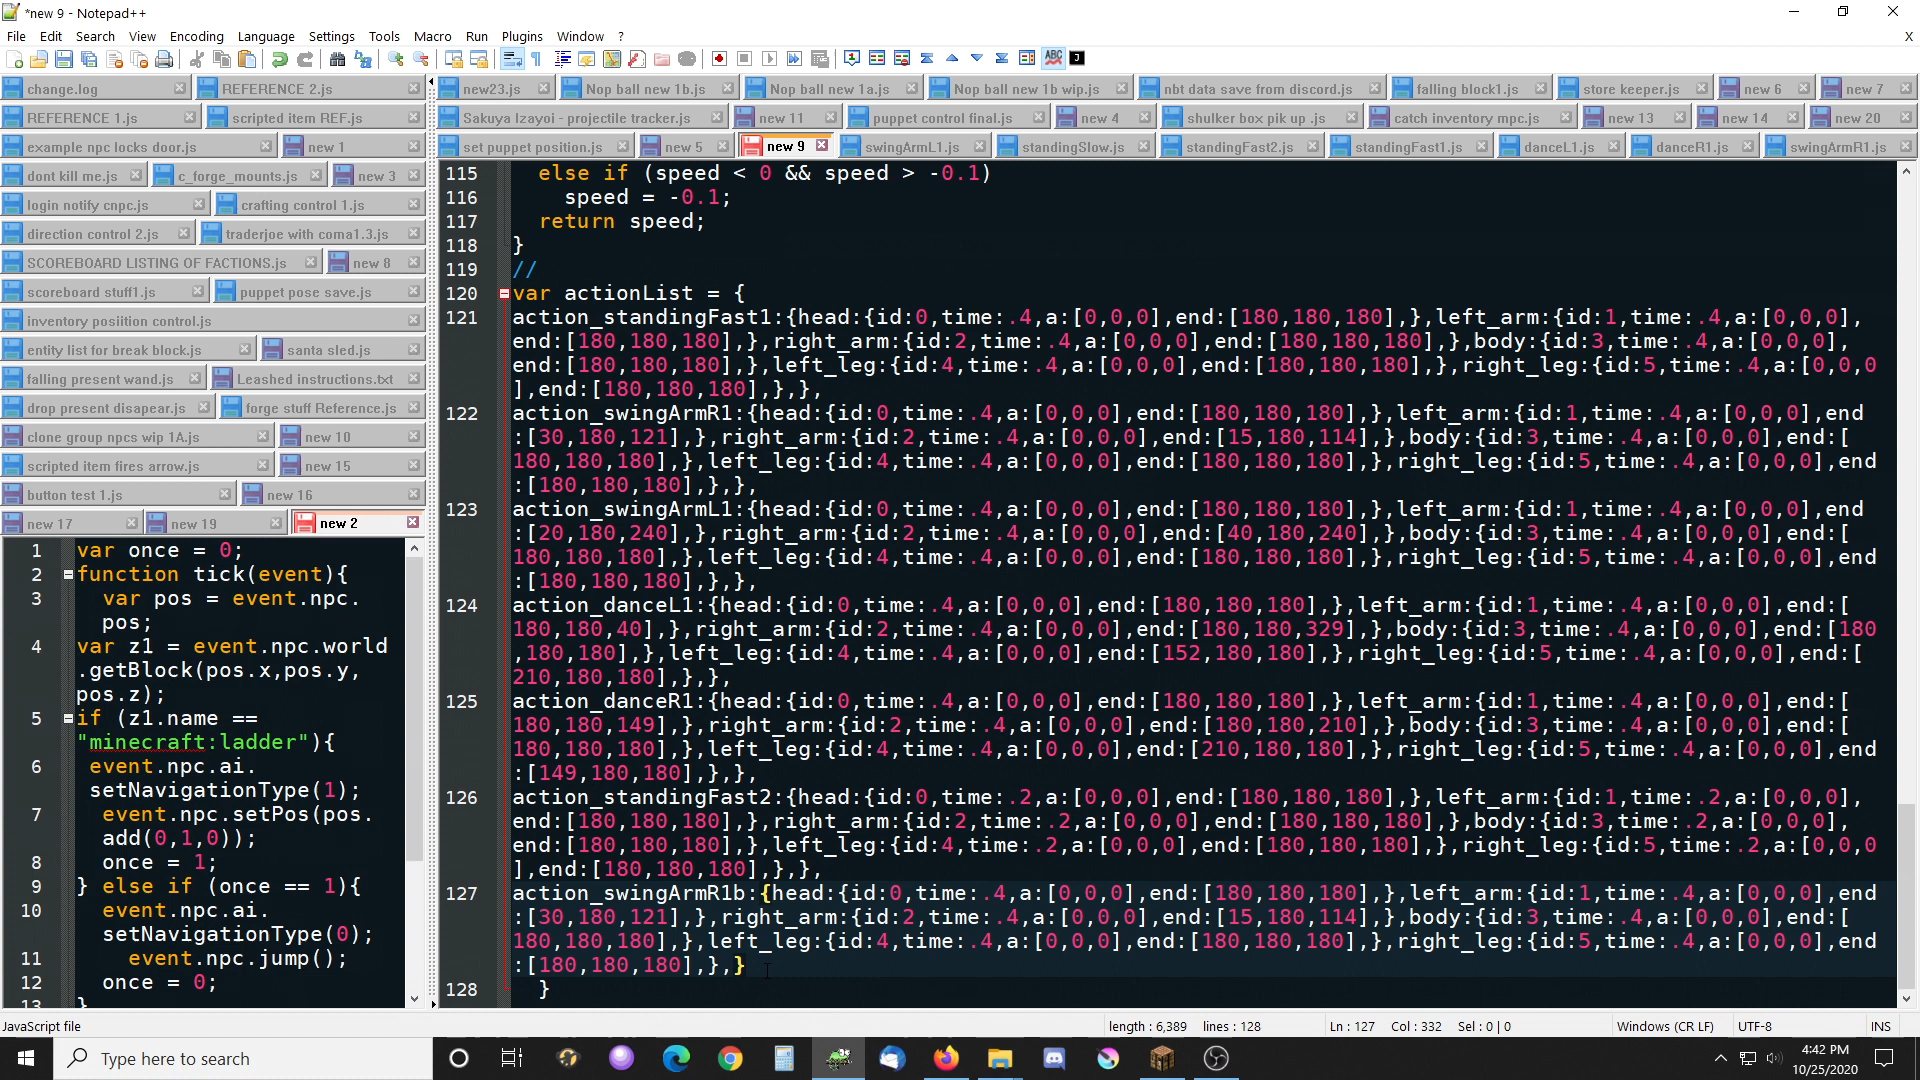 *new 9 - Notepad++
File Edit Search View Encoding Language Settings Tools Macro Run Plugins Window ? X
change.log REFERENCE 2.js
REFERENCE 1.js scripted item REF.js
example npc locks door.js new 1
dont kill me.js c_forge_mounts.js new 3
login notify cnpc.js crafting control 1.js
direction control 2.js traderjoe with coma1.3.js
SCOREBOARD LISTING OF FACTIONS.js new 8
scoreboard stuff1.js puppet pose save.js
inventory posiition control.js
entity list for break block.js santa sled.js
falling present wand.js Leashed instructions.txt
drop present disapear.js forge stuff Reference.js
clone group npcs wip 1A.js new 10
scripted item fires arrow.js new 15
button test 1.js new 16
new 17 new 19 new 2
1 var once = 0;
2 function tick(event){
3 var pos = event.npc.
pos;
4 var z1 = event.npc.world
.getBlock(pos.x,pos.y,
pos.z);
5 if (z1.name ==
"minecraft:ladder"){
6 event.npc.ai.
setNavigationType(1);
7 event.npc.setPos(pos.
add(0,1,0));
8 once = 1;
9 } else if (once == 1){
10 event.npc.ai.
setNavigationType(0);
11 event.npc.jump();
12 once = 0;
13 }
new23.js Nop ball new 1b.js Nop ball new 1a.js Nop ball new 1b wip.js nbt data save from discord.js falling block1.js store keeper.js new 6 new 7
Sakuya Izayoi - projectile tracker.js new 11 puppet control final.js new 4 shulker box pik up .js catch inventory mpc.js new 13 new 14 new 20
set puppet position.js new 5 new 9 swingArmL1.js standingSlow.js standingFast2.js standingFast1.js danceL1.js danceR1.js swingArmR1.js
115 else if (speed < 0 && speed > -0.1)
116 speed = -0.1;
117 return speed;
118 }
119 //
120 var actionList = {
121 action_standingFast1:{head:{id:0,time:.4,a:[0,0,0],end:[180,180,180],},left_arm:{id:1,time:.4,a:[0,0,0],
end:[180,180,180],},right_arm:{id:2,time:.4,a:[0,0,0],end:[180,180,180],},body:{id:3,time:.4,a:[0,0,0],
end:[180,180,180],},left_leg:{id:4,time:.4,a:[0,0,0],end:[180,180,180],},right_leg:{id:5,time:.4,a:[0,0,0
],end:[180,180,180],},},
122 action_swingArmR1:{head:{id:0,time:.4,a:[0,0,0],end:[180,180,180],},left_arm:{id:1,time:.4,a:[0,0,0],end
:[30,180,121],},right_arm:{id:2,time:.4,a:[0,0,0],end:[15,180,114],},body:{id:3,time:.4,a:[0,0,0],end:[
180,180,180],},left_leg:{id:4,time:.4,a:[0,0,0],end:[180,180,180],},right_leg:{id:5,time:.4,a:[0,0,0],end
:[180,180,180],},},
123 action_swingArmL1:{head:{id:0,time:.4,a:[0,0,0],end:[180,180,180],},left_arm:{id:1,time:.4,a:[0,0,0],end
:[20,180,240],},right_arm:{id:2,time:.4,a:[0,0,0],end:[40,180,240],},body:{id:3,time:.4,a:[0,0,0],end:[
180,180,180],},left_leg:{id:4,time:.4,a:[0,0,0],end:[180,180,180],},right_leg:{id:5,time:.4,a:[0,0,0],end
:[180,180,180],},},
124 action_danceL1:{head:{id:0,time:.4,a:[0,0,0],end:[180,180,180],},left_arm:{id:1,time:.4,a:[0,0,0],end:[
180,180,40],},right_arm:{id:2,time:.4,a:[0,0,0],end:[180,180,329],},body:{id:3,time:.4,a:[0,0,0],end:[180
,180,180],},left_leg:{id:4,time:.4,a:[0,0,0],end:[152,180,180],},right_leg:{id:5,time:.4,a:[0,0,0],end:[
210,180,180],},},
125 action_danceR1:{head:{id:0,time:.4,a:[0,0,0],end:[180,180,180],},left_arm:{id:1,time:.4,a:[0,0,0],end:[
180,180,149],},right_arm:{id:2,time:.4,a:[0,0,0],end:[180,180,210],},body:{id:3,time:.4,a:[0,0,0],end:[
180,180,180],},left_leg:{id:4,time:.4,a:[0,0,0],end:[210,180,180],},right_leg:{id:5,time:.4,a:[0,0,0],end
:[149,180,180],},},
126 action_standingFast2:{head:{id:0,time:.2,a:[0,0,0],end:[180,180,180],},left_arm:{id:1,time:.2,a:[0,0,0],
end:[180,180,180],},right_arm:{id:2,time:.2,a:[0,0,0],end:[180,180,180],},body:{id:3,time:.2,a:[0,0,0],
end:[180,180,180],},left_leg:{id:4,time:.2,a:[0,0,0],end:[180,180,180],},right_leg:{id:5,time:.2,a:[0,0,0
],end:[180,180,180],},},
127 action_swingArmR1b:{head:{id:0,time:.4,a:[0,0,0],end:[180,180,180],},left_arm:{id:1,time:.4,a:[0,0,0],end
:[30,180,121],},right_arm:{id:2,time:.4,a:[0,0,0],end:[15,180,114],},body:{id:3,time:.4,a:[0,0,0],end:[
180,180,180],},left_leg:{id:4,time:.4,a:[0,0,0],end:[180,180,180],},right_leg:{id:5,time:.4,a:[0,0,0],end
:[180,180,180],},}
128 }
JavaScript file length : 6,389 lines : 128 Ln : 127 Col : 332 Sel : 0 | 0 Windows (CR LF) UTF-8 INS
Type here to search
4:42 PM
10/25/2020